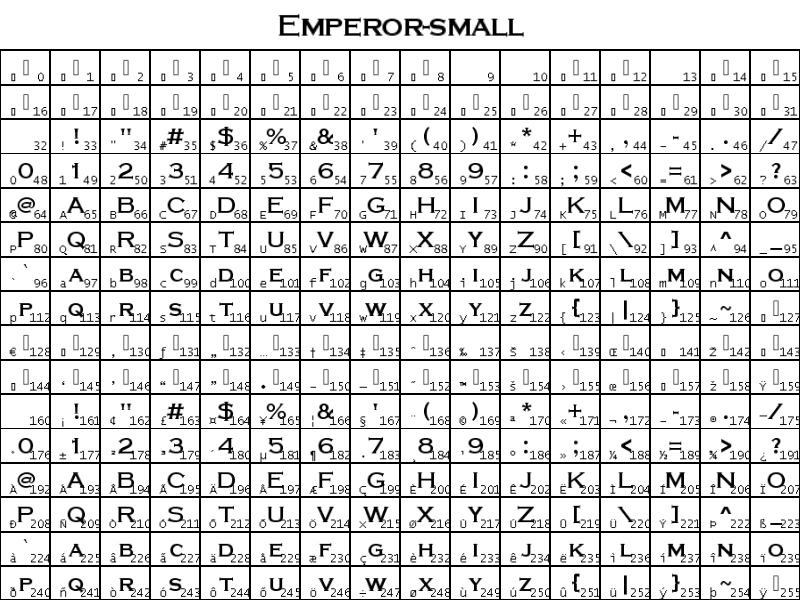 EMPEROR-SMALL
0 1 2 3 4 5 6 7 8 9 10 11 12 13 14 15
16 17 18 19 20 21 22 23 24 25 26 27 28 29 30 31
32 ! ! 33 " " 34 # # 35 $ $ 36 % % 37 & & 38 ' ' 39 ( ( 40 ) ) 41 * * 42 + + 43 , , 44 - - 45 . . 46 / / 47
0 0 48 1 1 49 2 2 50 3 3 51 4 4 52 5 5 53 6 6 54 7 7 55 8 8 56 9 9 57 : : 58 ; ; 59 < < 60 = = 61 > > 62 ? ? 63
@ @ 64 A A 65 B B 66 C C 67 D D 68 E E 69 F F 70 G G 71 H H 72 I I 73 J J 74 K K 75 L L 76 M M 77 N N 78 O O 79
P P 80 Q Q 81 R R 82 S S 83 T T 84 U U 85 V V 86 W W 87 X X 88 Y Y 89 Z Z 90 [ [ 91 \ \ 92 ] ] 93 ^ ^ 94 _ _ 95
` ` 96 a A 97 b B 98 c C 99 d D 100 e E 101 f F 102 g G 103 h H 104 i I 105 j J 106 k K 107 l L 108 m M 109 n N 110 o O 111
p P 112 q Q 113 r R 114 s S 115 t T 116 u U 117 v V 118 w W 119 x X 120 y Y 121 z Z 122 { { 123 | | 124 } } 125 ~ ~ 126 127
€ 128 129 ‚ 130 ƒ 131 „ 132 … 133 † 134 ‡ 135 ˆ 136 ‰ 137 Š 138 ‹ 139 Œ 140 141 Ž 142 143
144 ‘ 145 ’ 146 “ 147 ” 148 • 149 – 150 — 151 ˜ 152 ™ 153 š 154 › 155 œ 156 157 ž 158 Ÿ 159
160 ¡ ! 161 ¢ " 162 £ # 163 ¤ $ 164 ¥ % 165 ¦ & 166 § ' 167 ¨ ( 168 © ) 169 ª * 170 « + 171 ¬ , 172 - 173 ® . 174 ¯ / 175
° 0 176 ± 1 177 ² 2 178 ³ 3 179 ´ 4 180 µ 5 181 ¶ 6 182 · 7 183 ¸ 8 184 ¹ 9 185 º : 186 » ; 187 ¼ < 188 ½ = 189 ¾ > 190 ¿ ? 191
À @ 192 Á A 193 Â B 194 Ã C 195 Ä D 196 Å E 197 Æ F 198 Ç G 199 È H 200 É I 201 Ê J 202 Ë K 203 Ì L 204 Í M 205 Î N 206 Ï O 207
Ð P 208 Ñ Q 209 Ò R 210 Ó S 211 Ô T 212 Õ U 213 Ö V 214 × W 215 Ø X 216 Ù Y 217 Ú Z 218 Û [ 219 Ü \ 220 Ý ] 221 Þ ^ 222 ß _ 223
à ` 224 á A 225 â B 226 ã C 227 ä D 228 å E 229 æ F 230 ç G 231 è H 232 é I 233 ê J 234 ë K 235 ì L 236 í M 237 î N 238 ï O 239
ð P 240 ñ Q 241 ò R 242 ó S 243 ô T 244 õ U 245 ö V 246 ÷ W 247 ø X 248 ù Y 249 ú Z 250 û { 251 ü | 252 ý } 253 þ ~ 254 ÿ 255